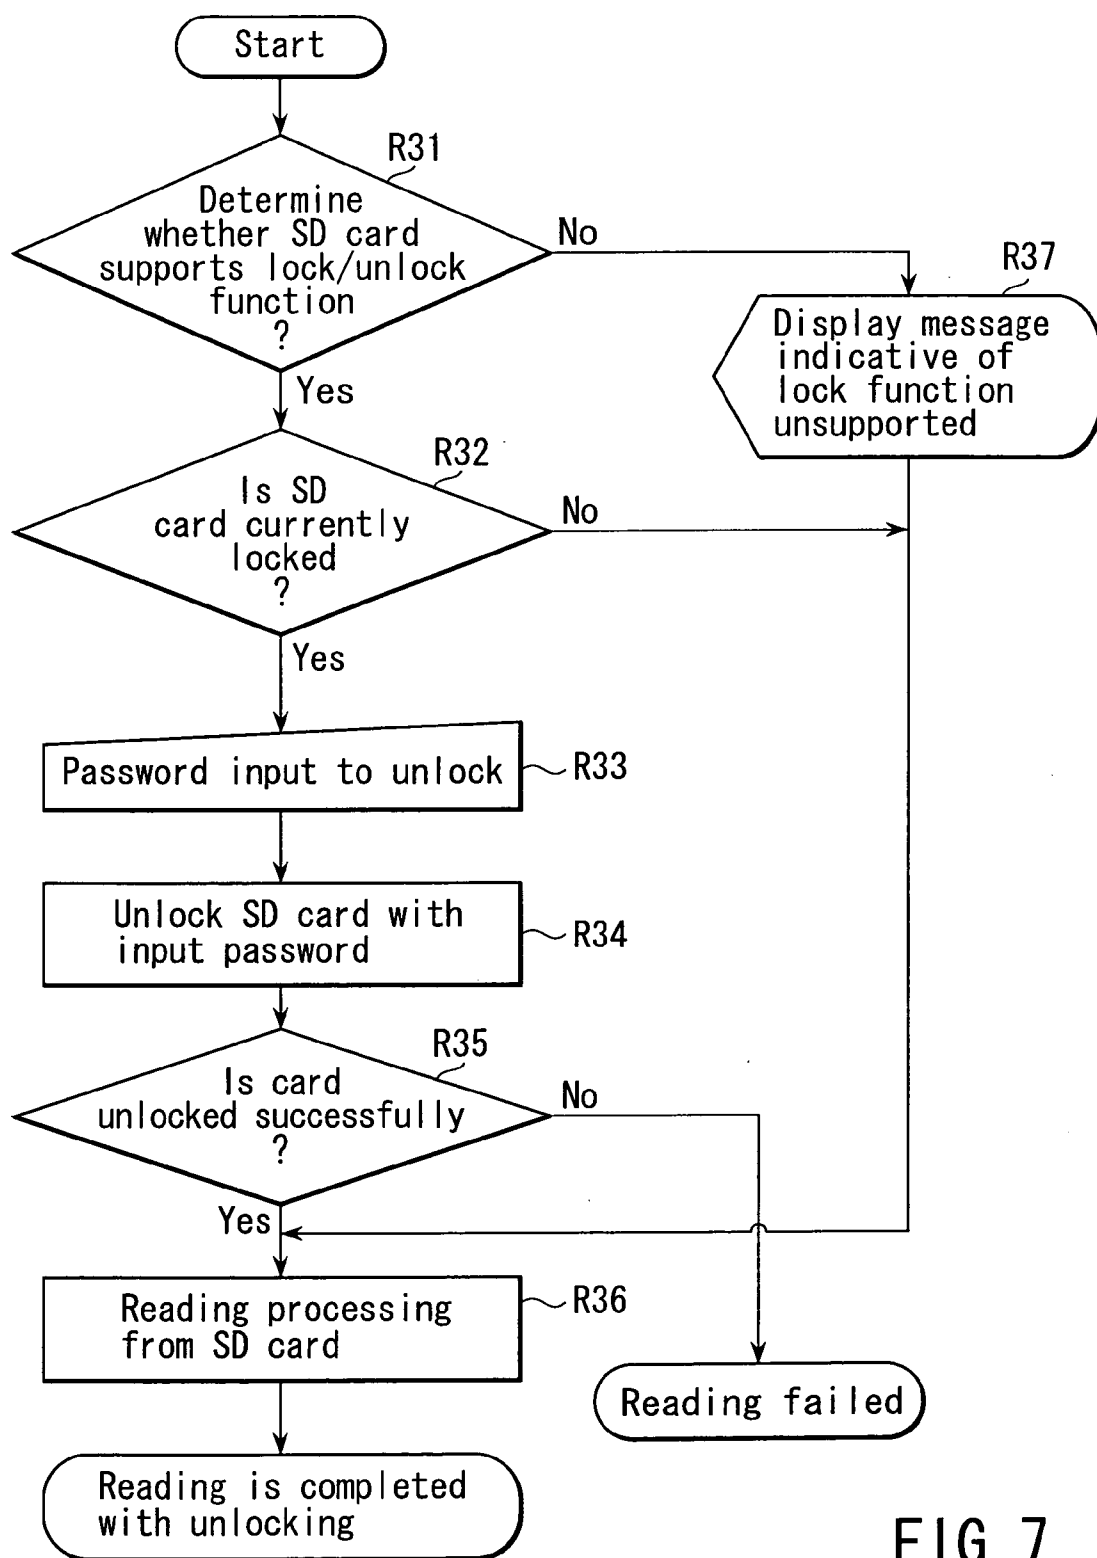 Start
R31
Determine
whether SD card
supports lock/unlock
function
?
No
Yes
R37
Display message
indicative of
lock function
unsupported
R32
Is SD
card currently
locked
?
No
Yes
Password input to unlock
R33
Unlock SD card with
input password
R34
R35
Is card
unlocked successfully
?
No
Yes
Reading processing
from SD card
R36
Reading failed
Reading is completed
with unlocking
FIG 7